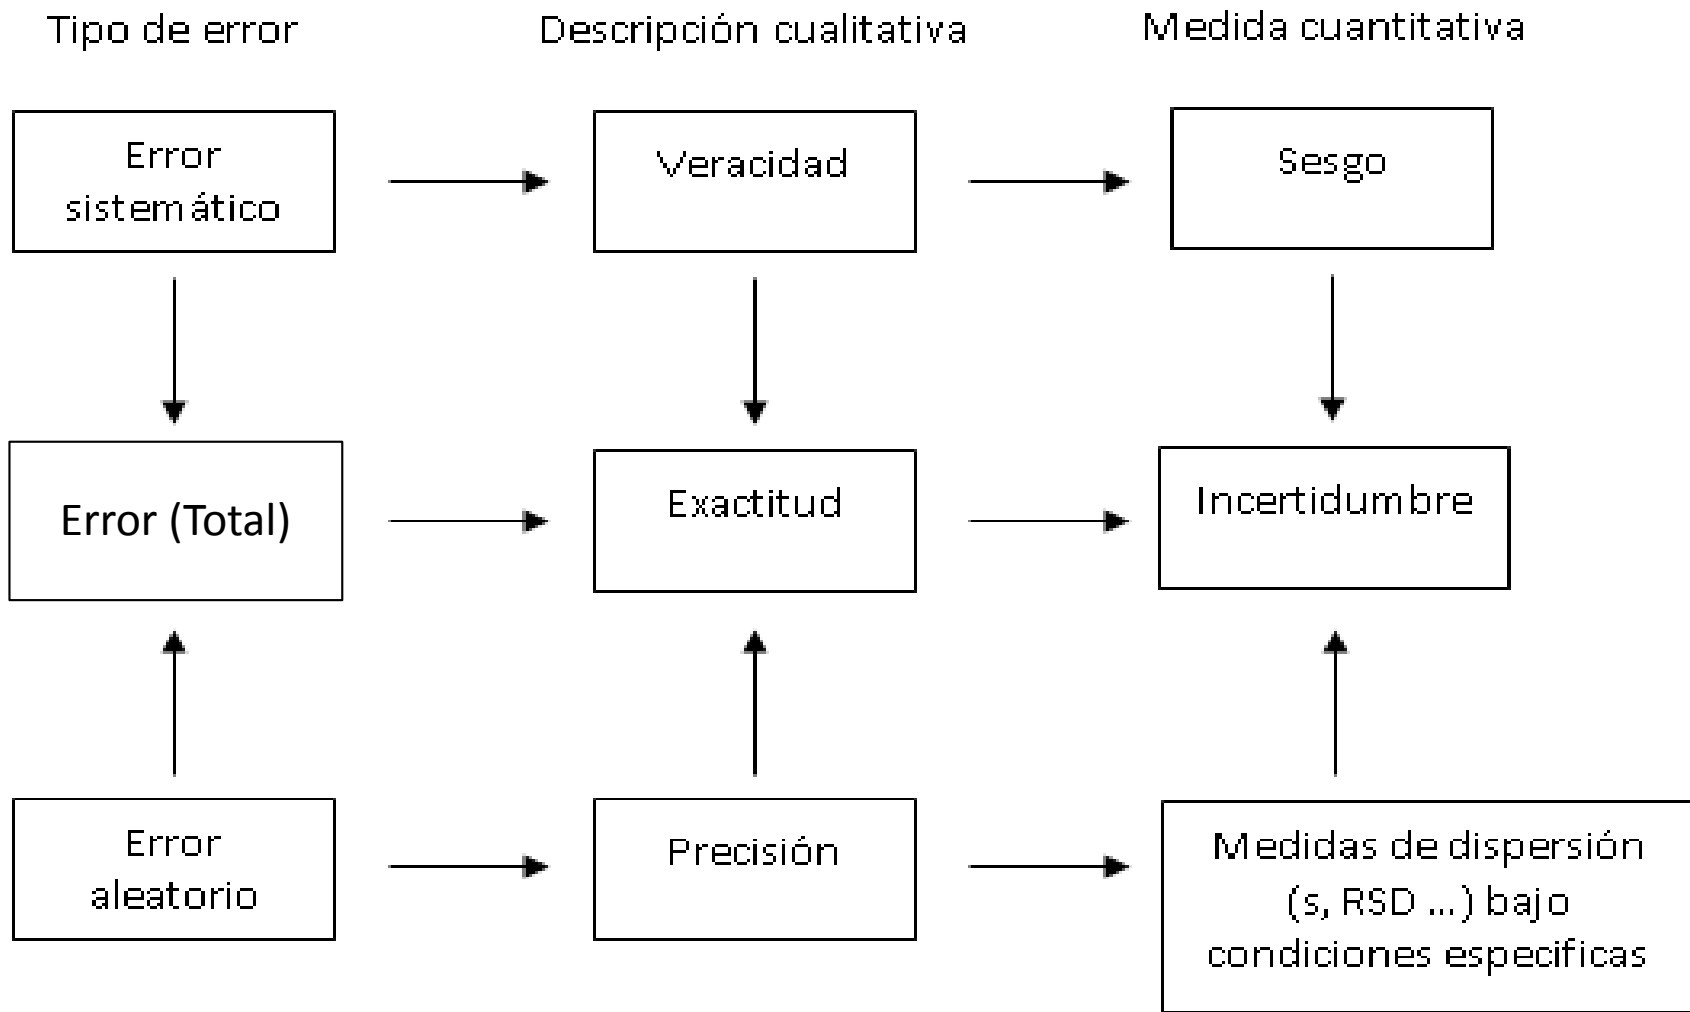 Tipo de error
Descripción cualitativa
Medida cuantitativa
Error
sistemático
Veracidad
Sesgo
Error (Total)
Exactitud
Incertidumbre
Error
aleatorio
Precisión
Medidas de dispersión
(s, RSD ...) bajo
condiciones específicas